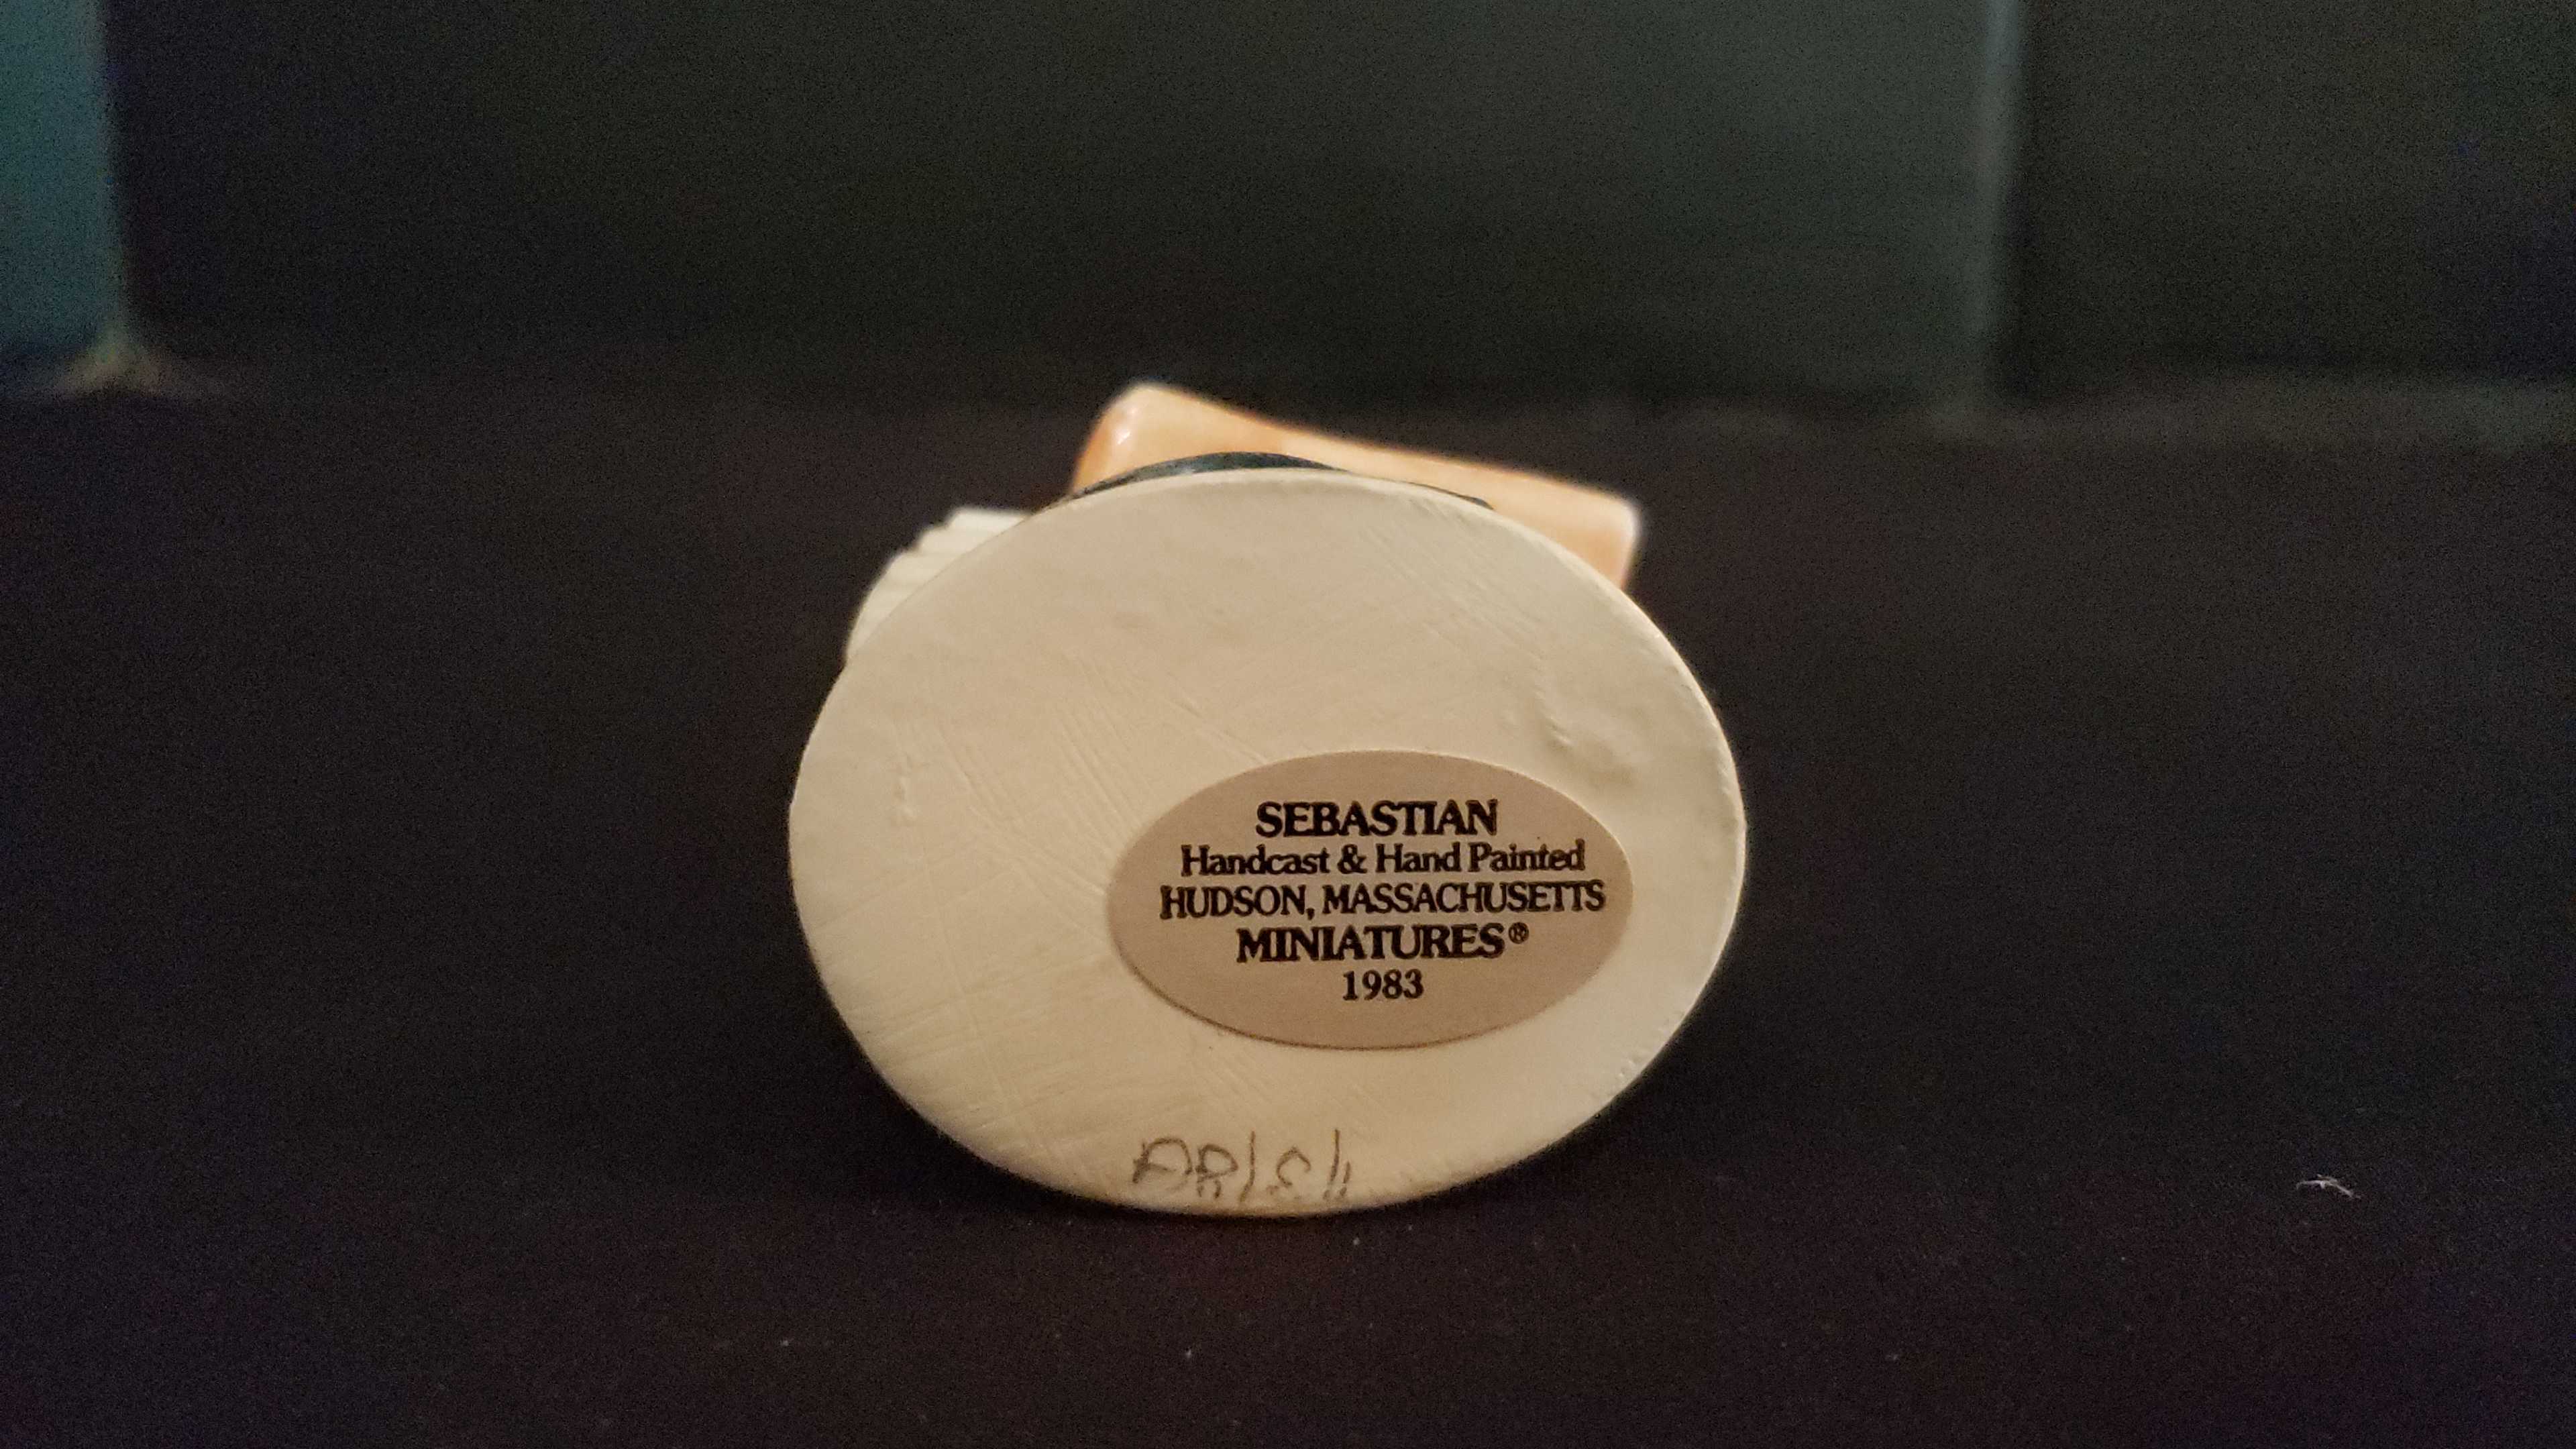 SEBASTIAN
Handcast & Hand Painted
HUDSON, MASSACHUSETTS
MINIATURES®
1983